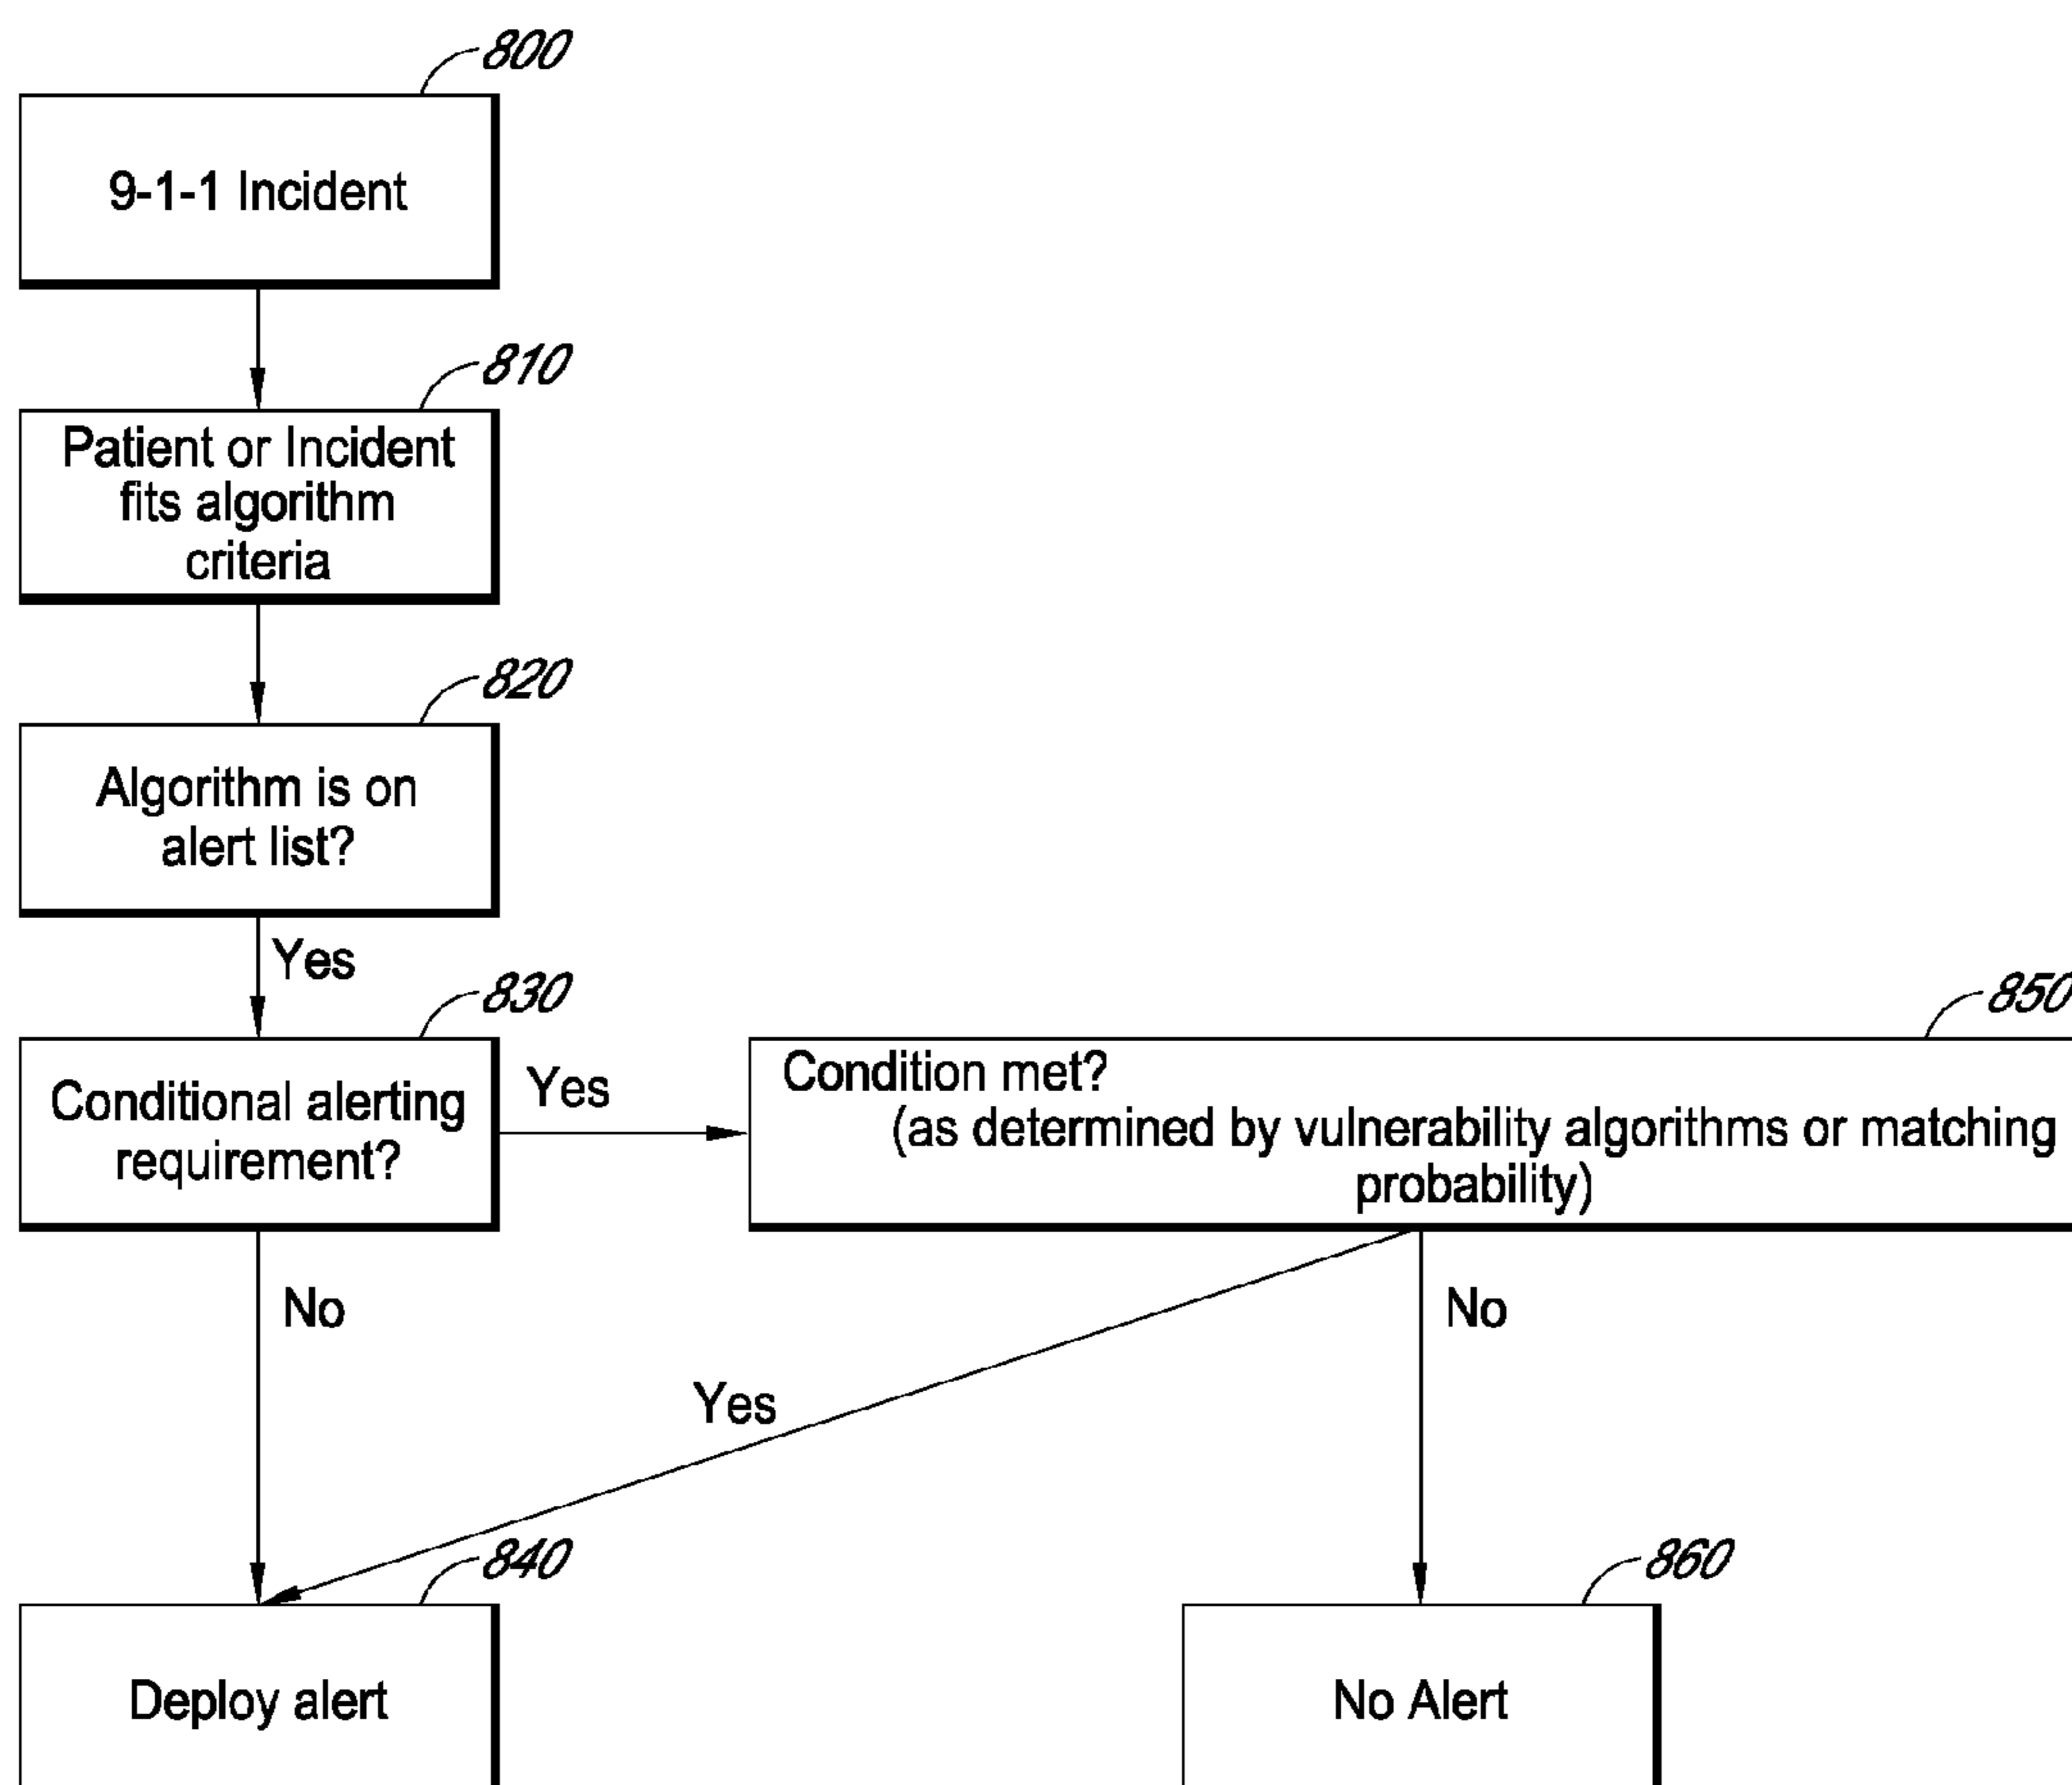 800
9-1-1 Incident
810
Patient or Incident
fits algorithm
criteria
820
Algorithm is on
alert list?
Yes
830
Conditional alerting
requirement?
Yes
850
Condition met?
(as determined by vulnerability algorithms or matching
probability)
No
Yes
No
840
Deploy alert
860
No Alert